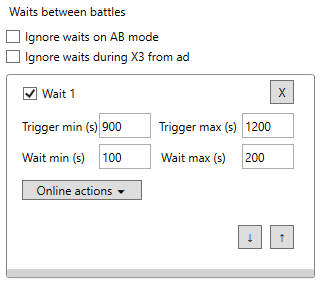 Waits between battles
Ignore waits on AB mode
Ignore waits during X3 from ad
Wait 1 X
Trigger min (s) 900 Trigger max (s) 1200
Wait min (s) 100 Wait max (s) 200
Online actions ▾
↓ ↑